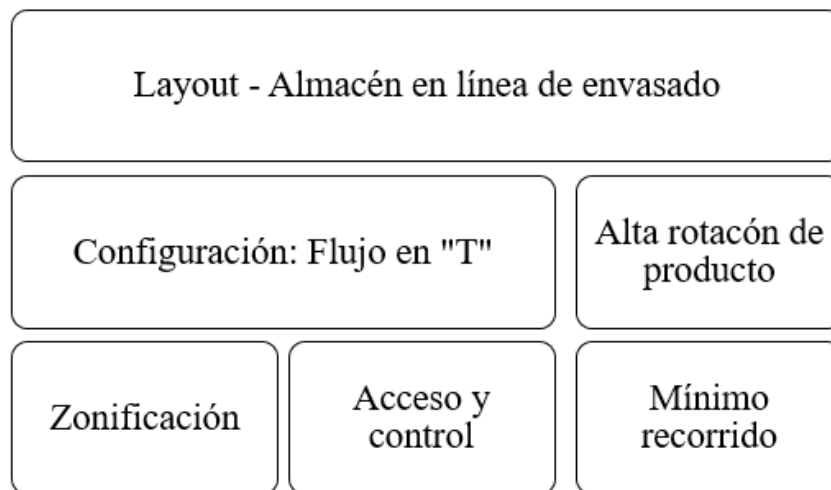 Layout - Almacén en línea de envasado
Configuración: Flujo en "T"
Alta rotacón de
producto
Zonificación
Acceso y
control
Mínimo
recorrido